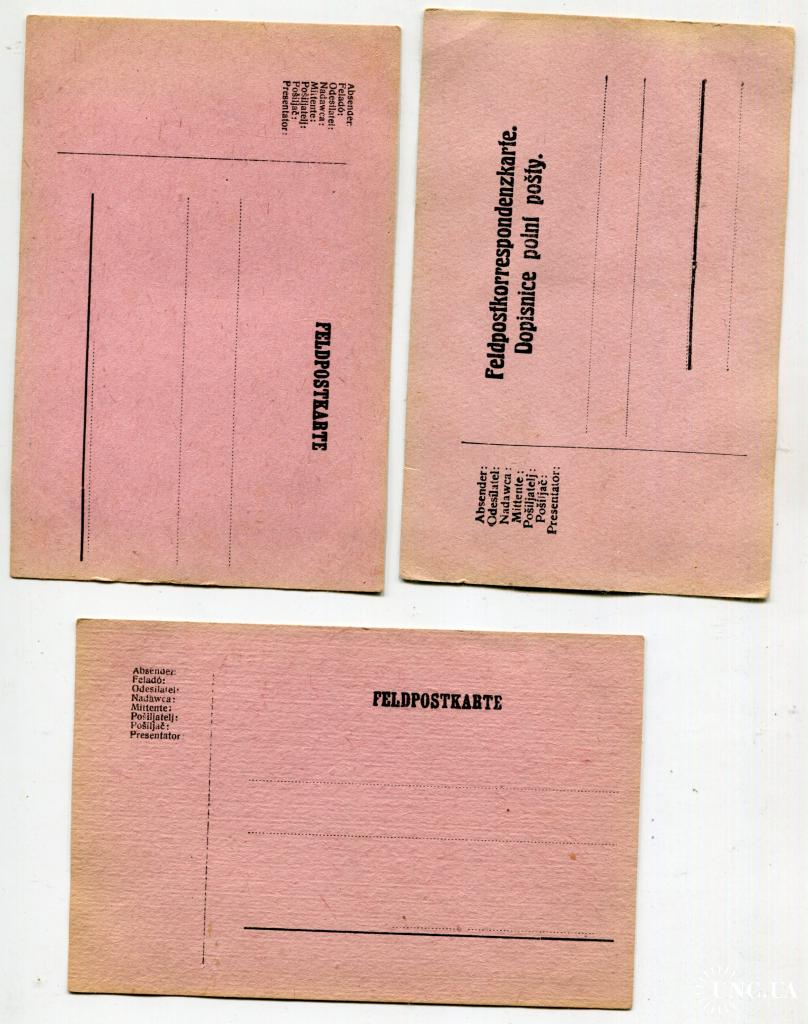 Absender:
Feladó:
Odesilatel:
Nadawca:
Mittente:
Pošiljatelj:
Pošiljač:
Presentator:
FELDPOSTKARTE
Feldpostkorrespondenzkarte.
Dopisnice polní pošty.
Absender:
Odesílatel:
Nadawca:
Mittente:
Pošiljatelj:
Pošiljač:
Presentator:
Absender:
Feladó:
Odesilatel:
Nadawca:
Mittente:
Pošiljatelj:
Pošiljač:
Presentator
FELDPOSTKARTE
UNC.UA